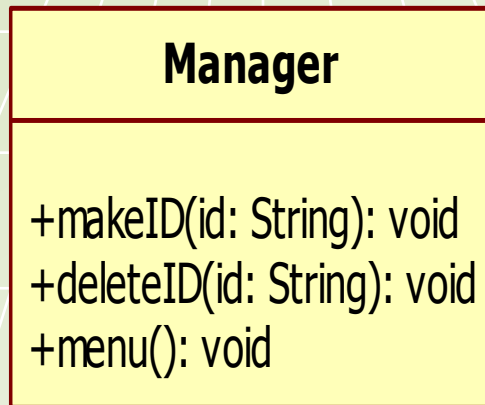 Manager
+makeID(id: String): void
+deleteID(id: String): void
+menu(): void